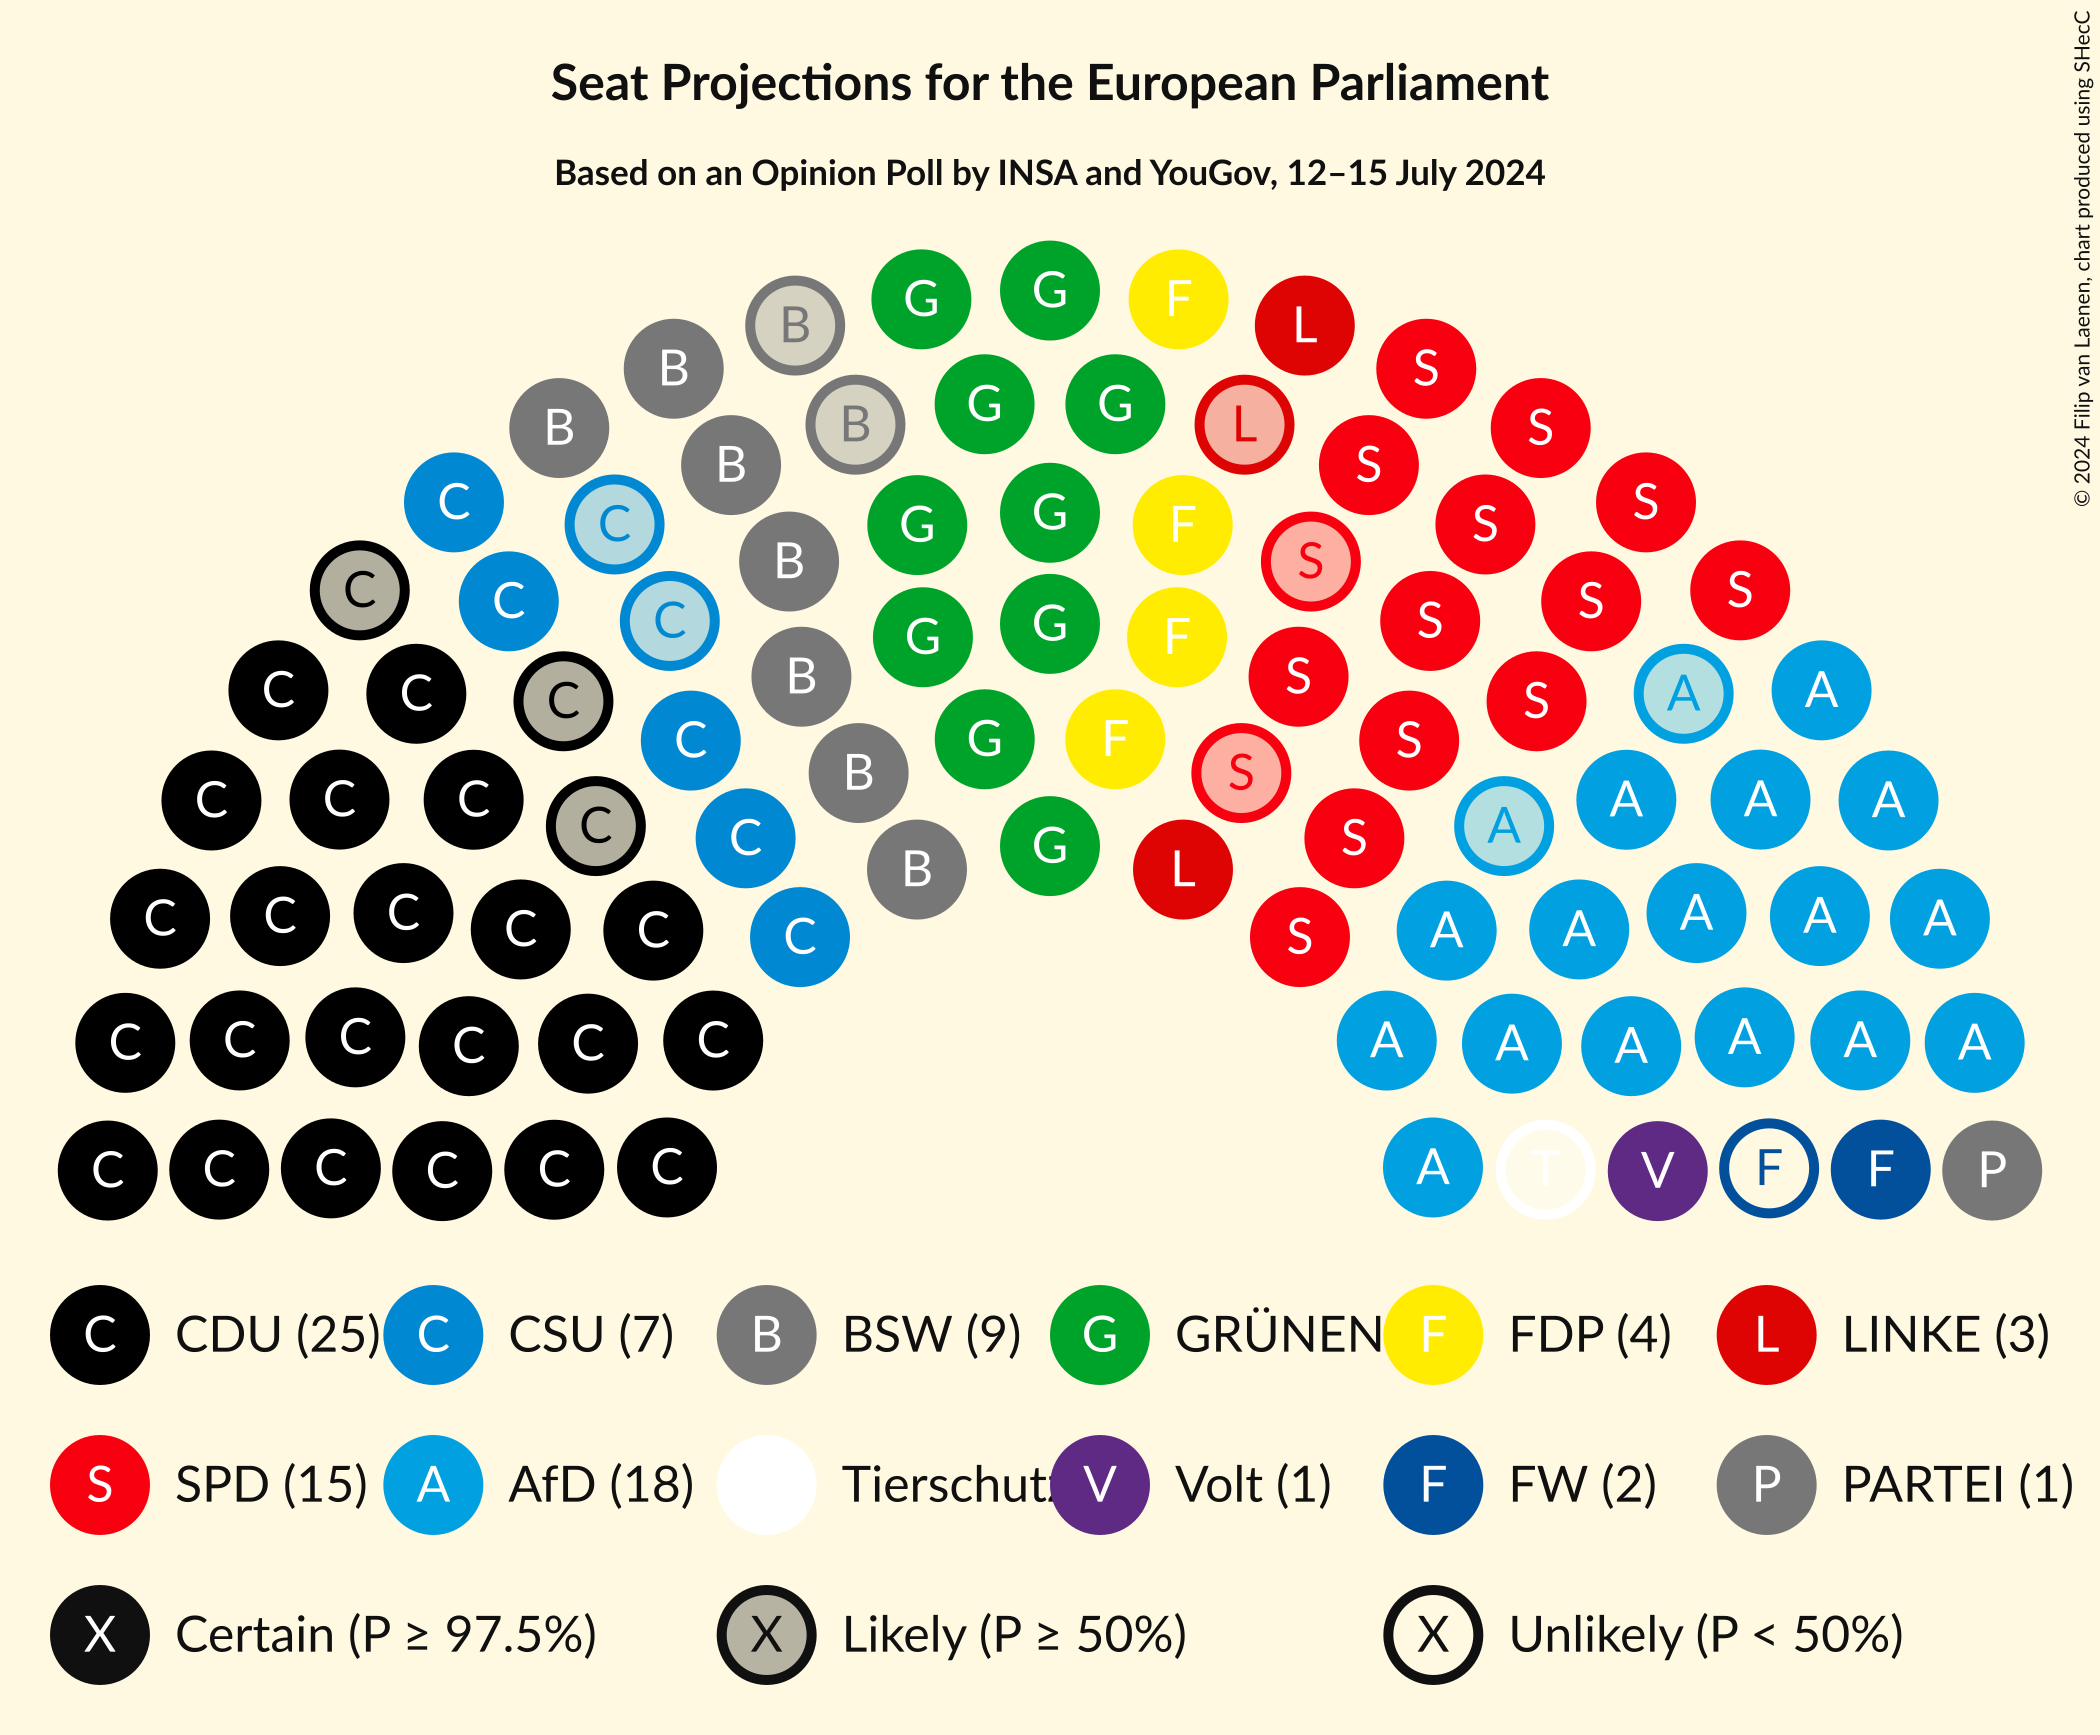 Seat Projections for the European Parliament
Based on an Opinion Poll by INSA and YouGov, 12–15 July 2024
© 2024 Filip van Laenen, chart produced using SHecC
G G F L S
B B G G L S S
B B G G F S S S
C C B G G F S S S
C C C B G F S S S A A
C C C B G L S A A A A
C C C C C C S A A A A A
C C C C C C A A A A A A
C C C C C C A T V F F P
C CDU (25) C CSU (7) B BSW (9) G GRÜNEN F FDP (4) L LINKE (3)
S SPD (15) A AfD (18) Tierschutz V Volt (1) F FW (2) P PARTEI (1)
X Certain (P ≥ 97.5%) X Likely (P ≥ 50%) X Unlikely (P < 50%)